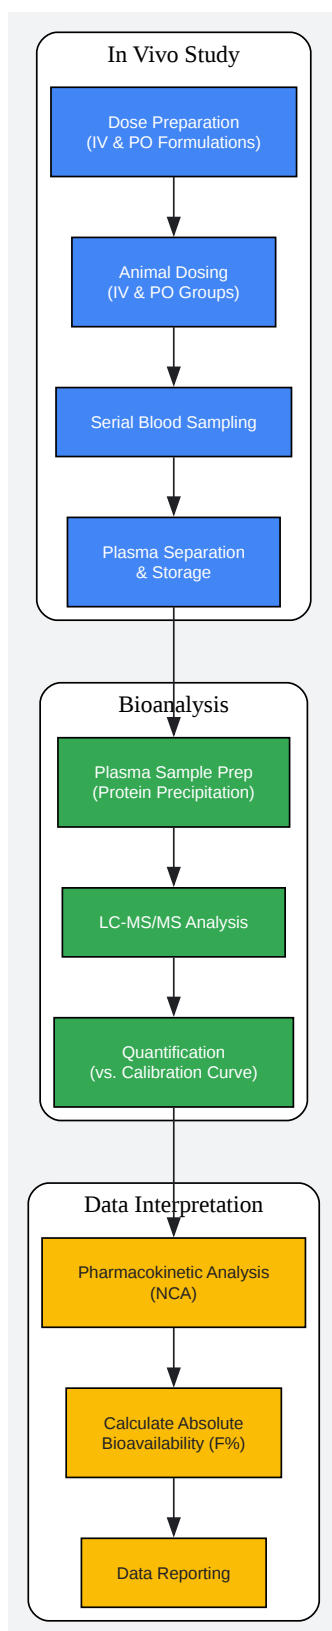 In Vivo Study
Dose Preparation
(IV & PO Formulations)
Animal Dosing
(IV & PO Groups)
Serial Blood Sampling
Plasma Separation
& Storage
Bioanalysis
Plasma Sample Prep
(Protein Precipitation)
LC-MS/MS Analysis
Quantification
(vs. Calibration Curve)
Data Interpretation
Pharmacokinetic Analysis
(NCA)
Calculate Absolute
Bioavailability (F%)
Data Reporting